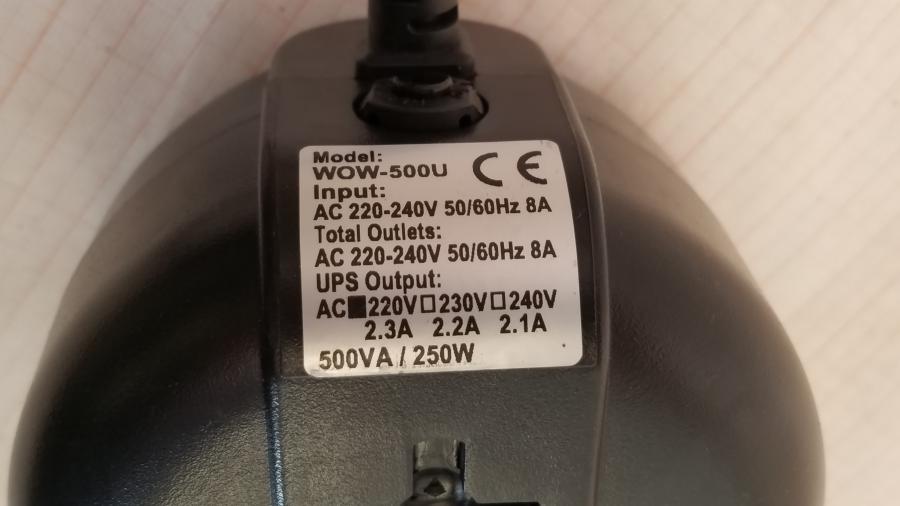 Model:
WOW-500U CE
Input:
AC 220-240V 50/60Hz 8A
Total Outlets:
AC 220-240V 50/60Hz 8A
UPS Output:
AC■220V□230V□240V
2.3A 2.2A 2.1A
500VA / 250W